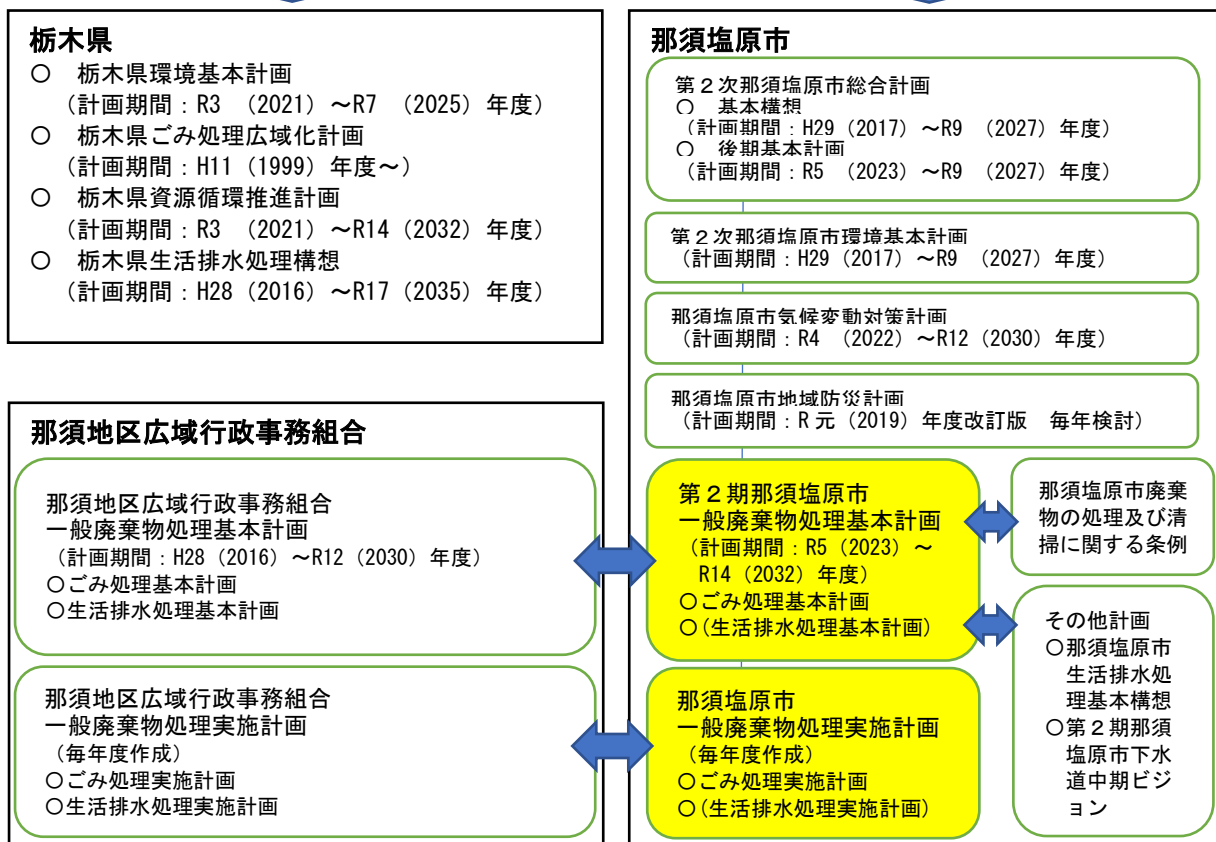 栃木県
○ 栃木県環境基本計画
(計画期間:R3 (2021)~R7 (2025)年度)
○ 栃木県ごみ処理広域化計画
(計画期間:H11(1999)年度~)
○ 栃木県資源循環推進計画
(計画期間:R3 (2021)~R14(2032)年度)
○ 栃木県生活排水処理構想
(計画期間:H28(2016)~R17(2035)年度)
那須塩原市
第2次那須塩原市総合計画
○ 基本構想
(計画期間:H29(2017)~R9 (2027)年度)
○ 後期基本計画
(計画期間:R5 (2023)~R9 (2027)年度)
第2次那須塩原市環境基本計画
(計画期間:H29(2017)~R9 (2027)年度)
那須塩原市気候変動対策計画
(計画期間:R4 (2022)~R12(2030)年度)
那須塩原市地域防災計画
(計画期間:R元(2019)年度改訂版 毎年検討)
那須地区広域行政事務組合
那須地区広域行政事務組合
一般廃棄物処理基本計画
(計画期間:H28(2016)~R12(2030)年度)
○ごみ処理基本計画
○生活排水処理基本計画
那須地区広域行政事務組合
一般廃棄物処理実施計画
(毎年度作成)
○ごみ処理実施計画
○生活排水処理実施計画
第2期那須塩原市
一般廃棄物処理基本計画
(計画期間:R5(2023)~
R14(2032)年度)
○ごみ処理基本計画
○(生活排水処理基本計画)
那須塩原市
一般廃棄物処理実施計画
(毎年度作成)
○ごみ処理実施計画
○(生活排水処理実施計画)
那須塩原市廃棄
物の処理及び清
掃に関する条例
その他計画
○那須塩原市
生活排水処
理基本構想
○第2期那須
塩原市下水
道中期ビジ
ョン